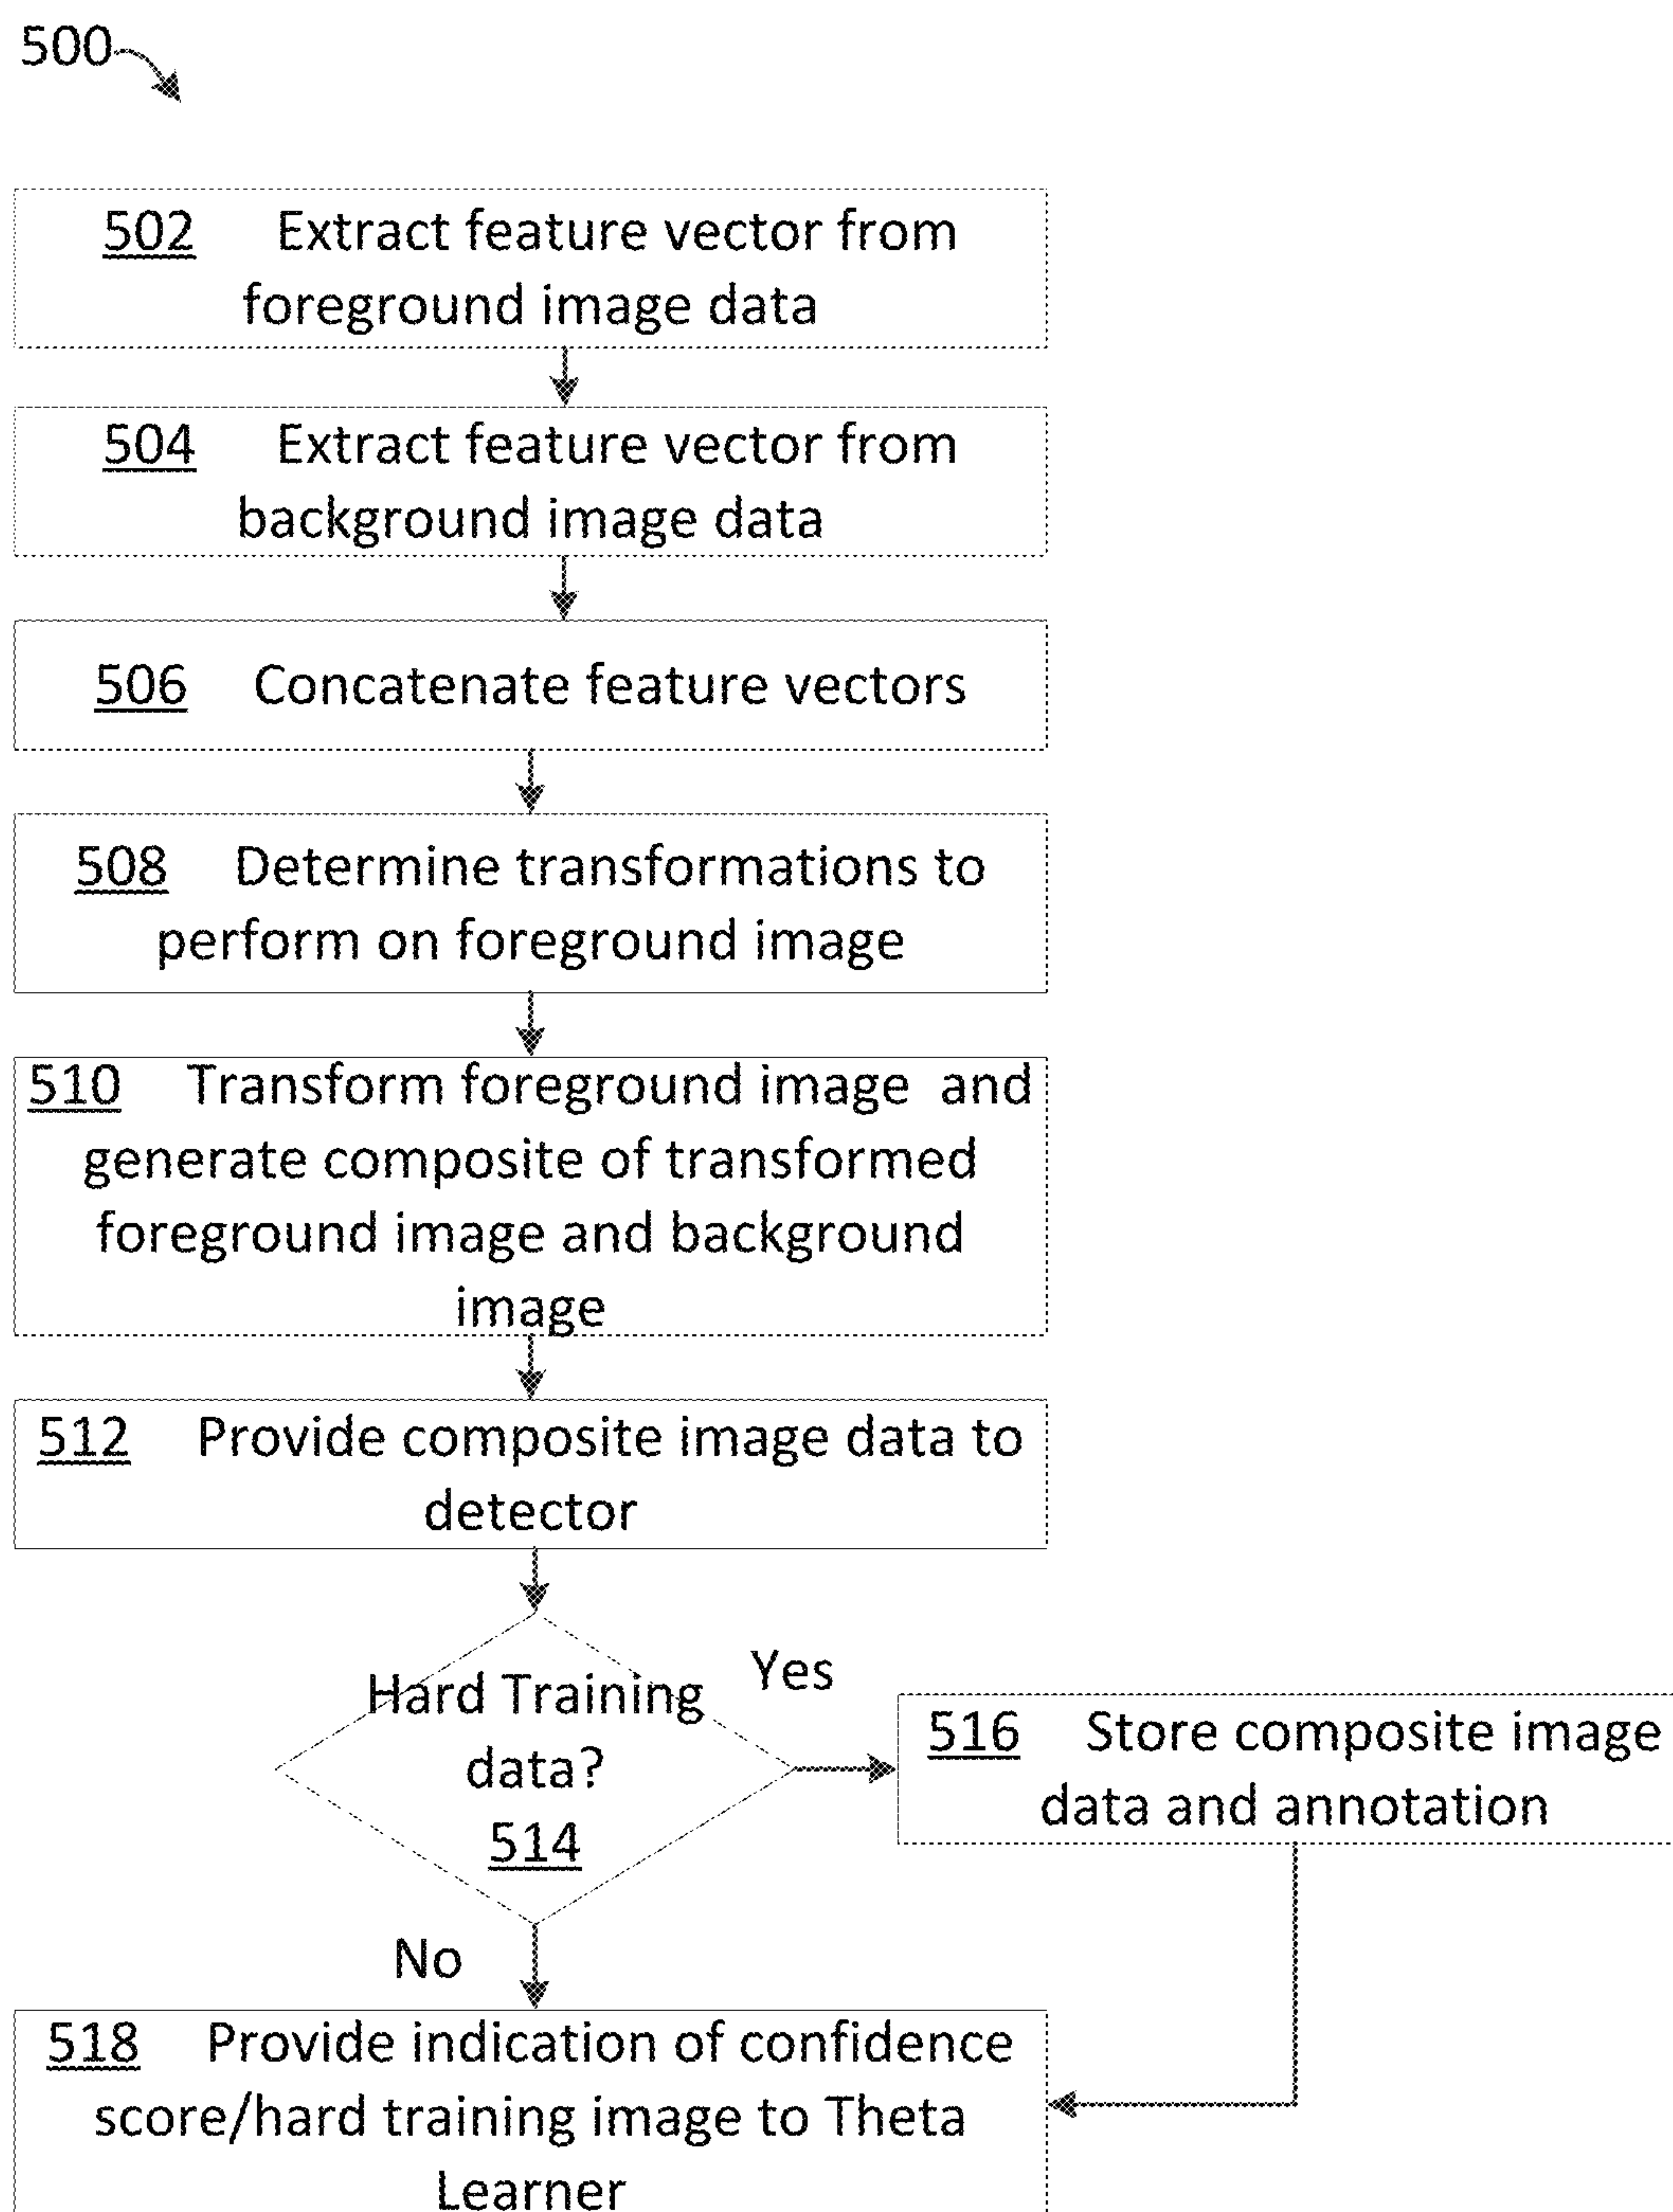 500
502 Extract feature vector from
foreground image data
504 Extract feature vector from
background image data
506 Concatenate feature vectors
508 Determine transformations to
perform on foreground image
510 Transform foreground image and
generate composite of transformed
foreground image and background
image
512 Provide composite image data to
detector
Hard Training
data?
514
Yes
516 Store composite image
data and annotation
No
518 Provide indication of confidence
score/hard training image to Theta
Learner